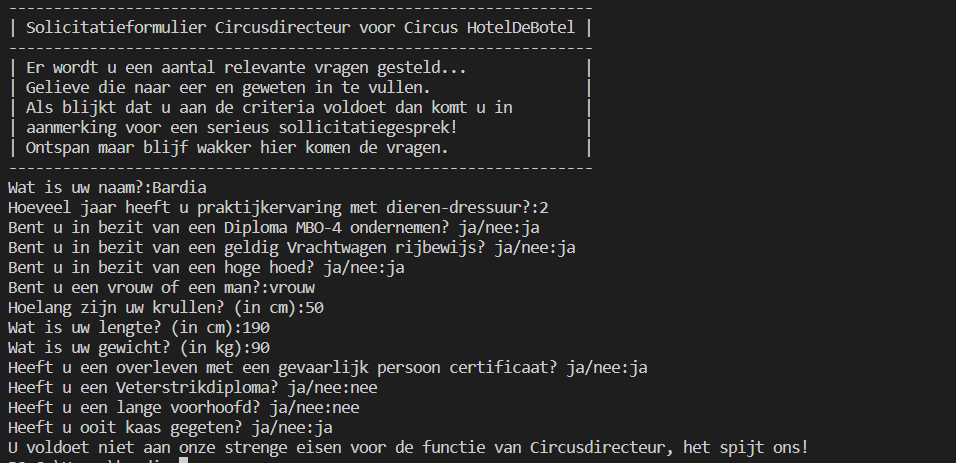 -----------------------------------------------------------------
| Solicitatieformulier Circusdirecteur voor Circus HotelDeBotel |
-----------------------------------------------------------------
| Er wordt u een aantal relevante vragen gesteld... |
| Gelieve die naar eer en geweten in te vullen. |
| Als blijkt dat u aan de criteria voldoet dan komt u in |
| aanmerking voor een serieus sollicitatiegesprek! |
| Ontspan maar blijf wakker hier komen de vragen. |
-----------------------------------------------------------------
Wat is uw naam?:Bardia
Hoeveel jaar heeft u praktijkervaring met dieren-dressuur?:2
Bent u in bezit van een Diploma MBO-4 ondernemen? ja/nee:ja
Bent u in bezit van een geldig Vrachtwagen rijbewijs? ja/nee:ja
Bent u in bezit van een hoge hoed? ja/nee:ja
Bent u een vrouw of een man?:vrouw
Hoelang zijn uw krullen? (in cm):50
Wat is uw lengte? (in cm):190
Wat is uw gewicht? (in kg):90
Heeft u een overleven met een gevaarlijk persoon certificaat? ja/nee:ja
Heeft u een Veterstrikdiploma? ja/nee:nee
Heeft u een lange voorhoofd? ja/nee:nee
Heeft u ooit kaas gegeten? ja/nee:ja
U voldoet niet aan onze strenge eisen voor de functie van Circusdirecteur, het spijt ons!